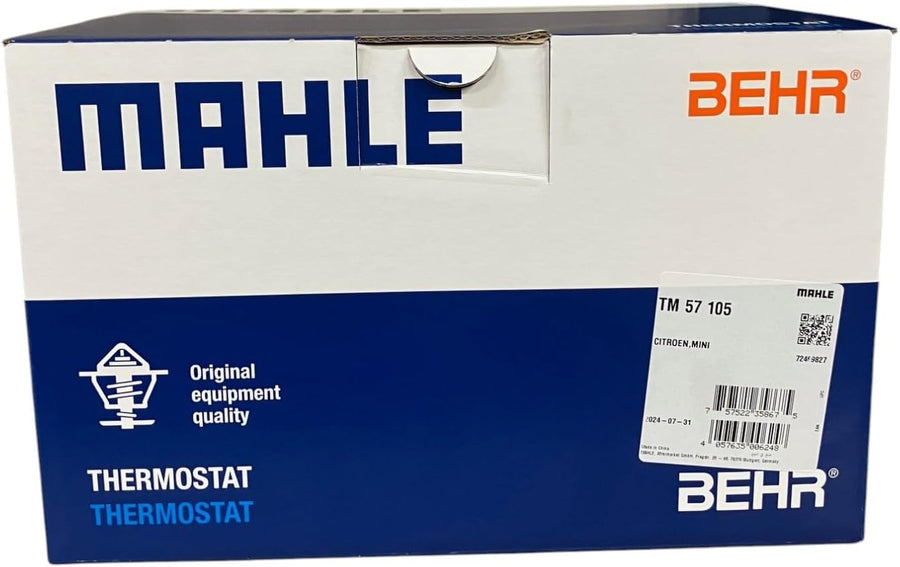 THERMOSTAT
MAHLE
BEHR®
TM 57 105
MAHLE
CITROEN,MINI
Original
equipment
quality
7 57522 35867 5
2024-07-31
4 057635 006248
Made in China
THERMOSTAT
THERMOSTAT
BEHR®